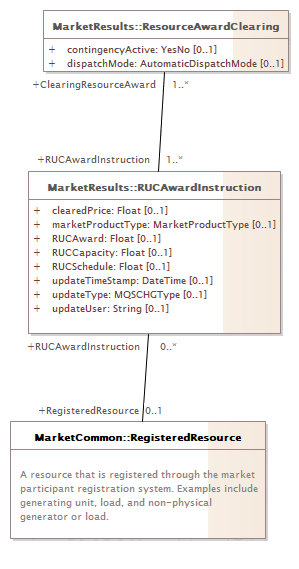 MarketResults::ResourceAwardClearing
+ contingencyActive: YesNo [0..1]
+ dispatchMode: AutomaticDispatchMode [0..1]
+ClearingResourceAward 1..*
+RUCAwardInstruction 1..*
MarketResults::RUCAwardInstruction
+ clearedPrice: Float [0..1]
+ marketProductType: MarketProductType [0..1]
+ RUCAward: Float [0..1]
+ RUCCapacity: Float [0..1]
+ RUCSchedule: Float [0..1]
+ updateTimeStamp: DateTime [0..1]
+ updateType: MQSCHGType [0..1]
+ updateUser: String [0..1]
+RUCAwardInstruction 0..*
+RegisteredResource 0..1
MarketCommon::RegisteredResource
A resource that is registered through the market
participant registration system. Examples include
generating unit, load, and non-physical
generator or load.